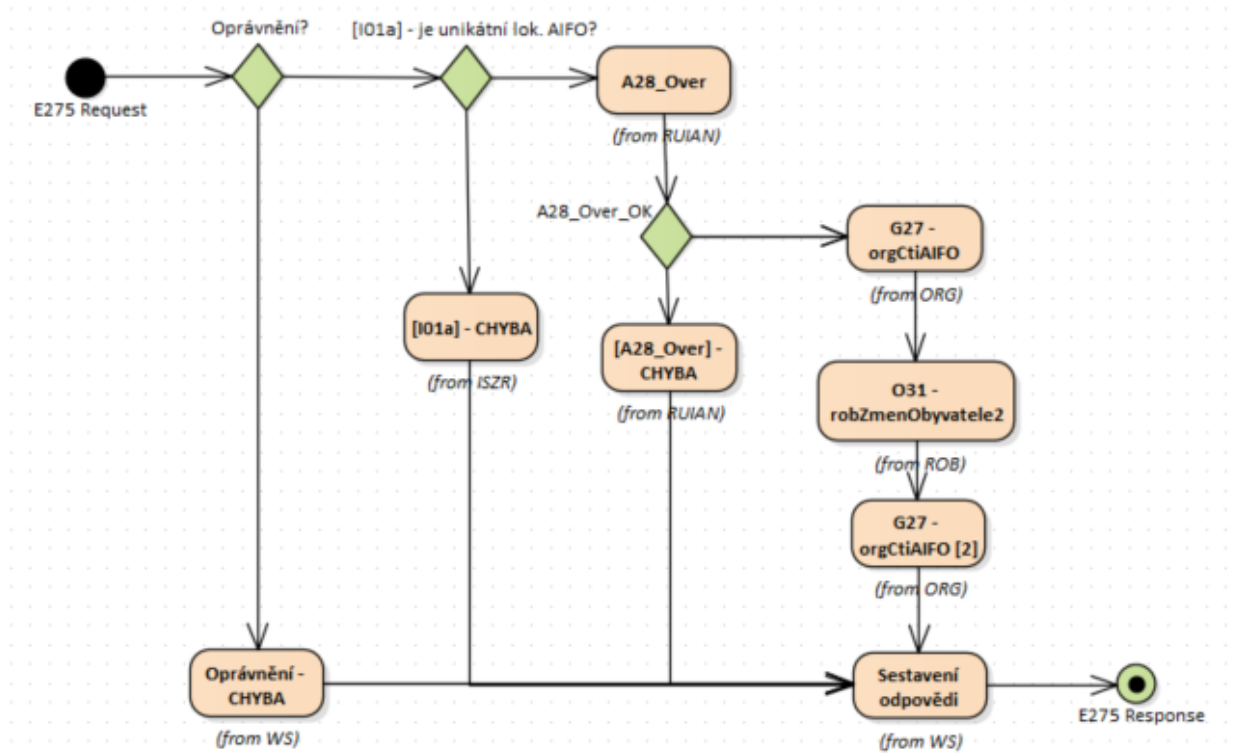 Oprávnění?
[I01a] - je unikátní lok. AIFO?
E275 Request
A28_Over
(from RUIAN)
A28_Over_OK
G27 -
orgCtiAIFO
(from ORG)
[I01a] - CHYBA
(from ISZR)
[A28_Over] -
CHYBA
(from RUIAN)
O31 -
robZmenObyvatele2
(from ROB)
G27 -
orgCtiAIFO [2]
(from ORG)
Oprávnění -
CHYBA
(from WS)
Sestavení
odpovědi
(from WS)
E275 Response